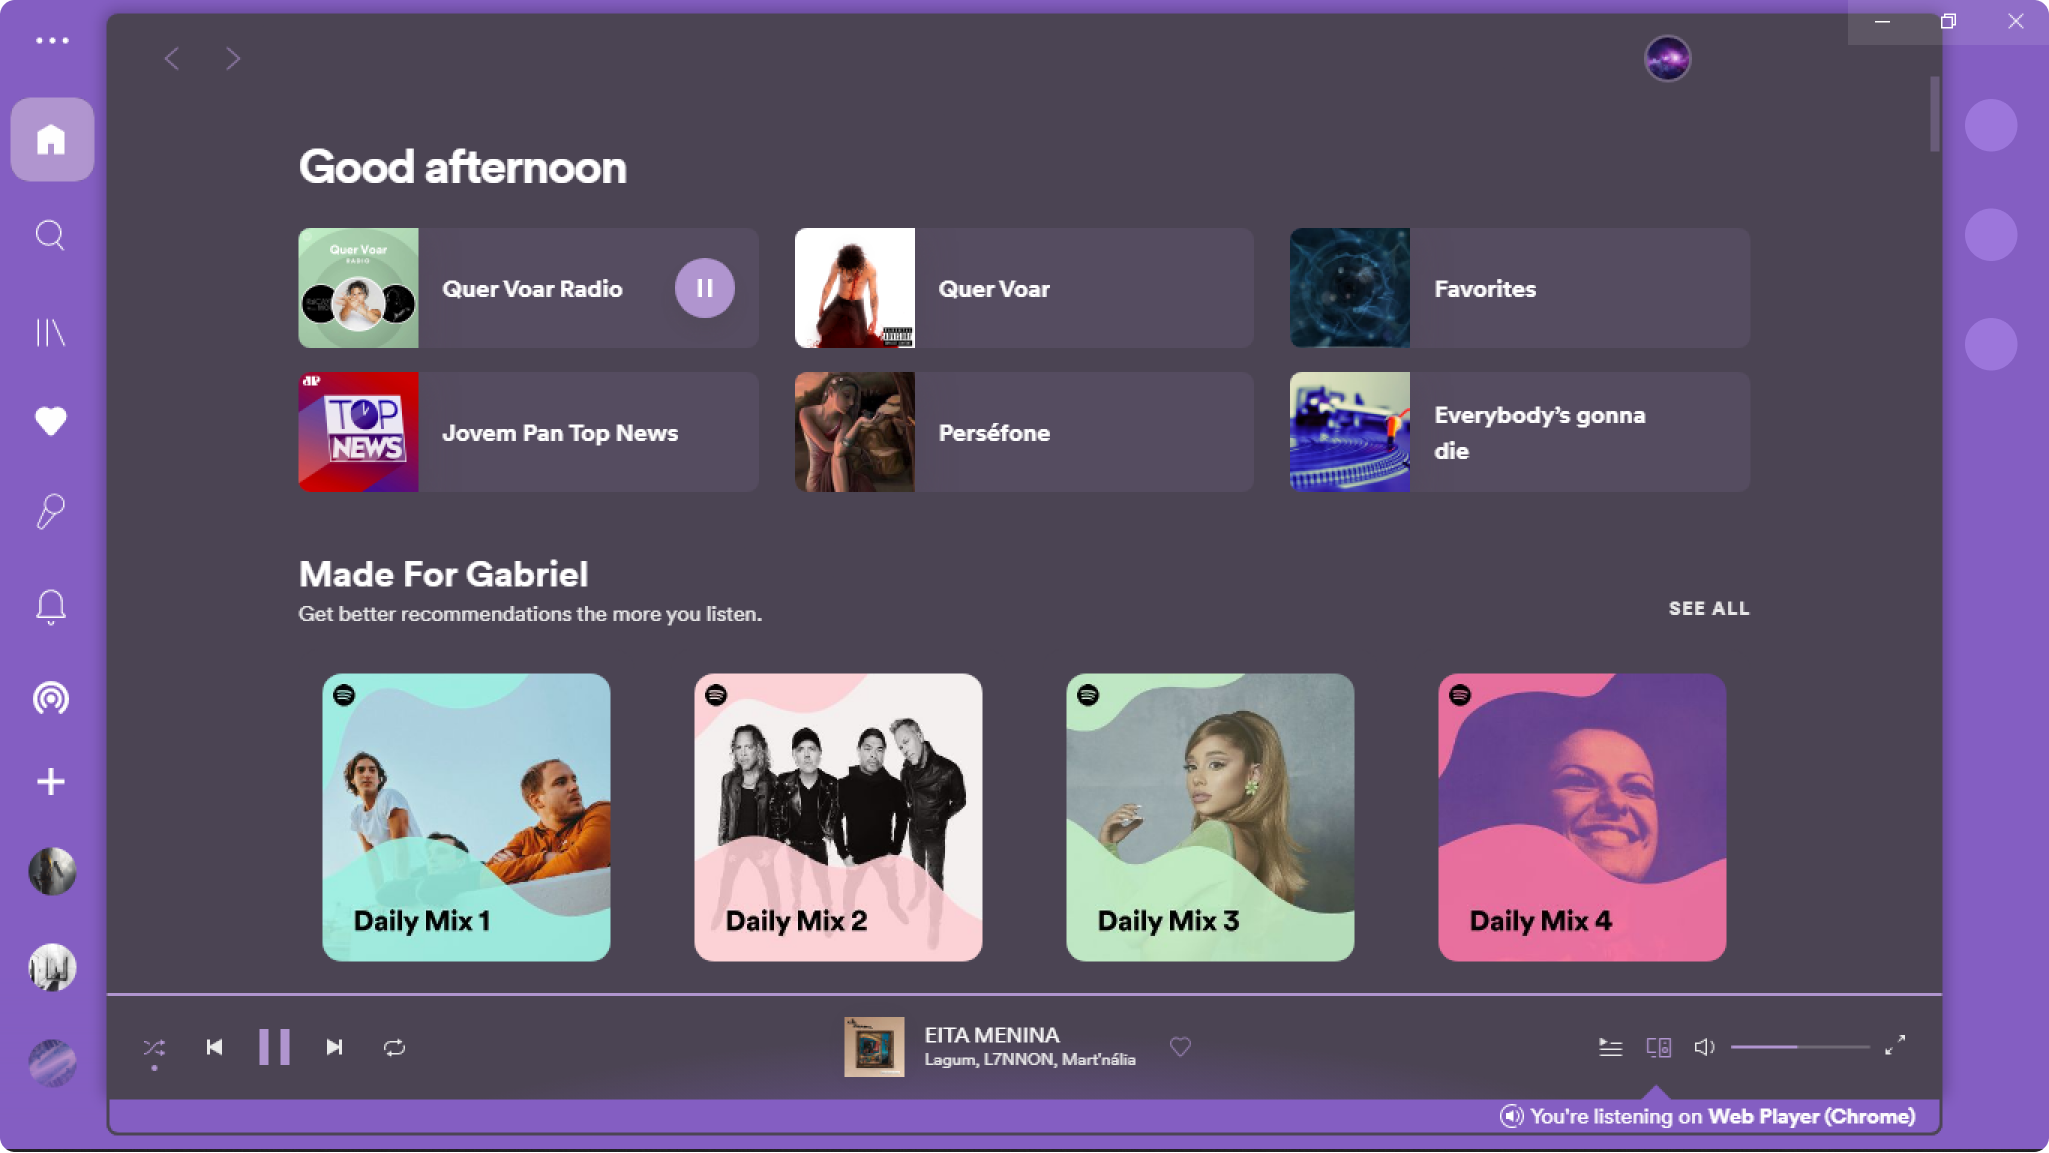 Good afternoon
Quer Voar
RADIO
Quer Voar Radio
Quer Voar
Favorites
JP
TOP
NEWS
Jovem Pan Top News
Perséfone
Everybody’s gonna
die
Made For Gabriel
Get better recommendations the more you listen.
SEE ALL
Daily Mix 1
Daily Mix 2
Daily Mix 3
Daily Mix 4
EITA MENINA
Lagum, L7NNON, Mart'nália
You're listening on Web Player (Chrome)